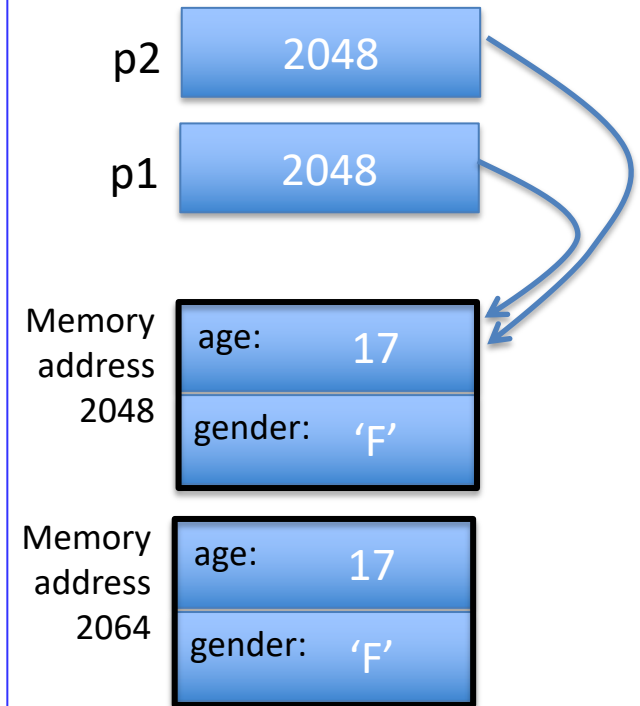 p2 2048
p1 2048
Memory
address
2048
age: 17
gender: ‘F’
Memory
address
2064
age: 17
gender: ‘F’